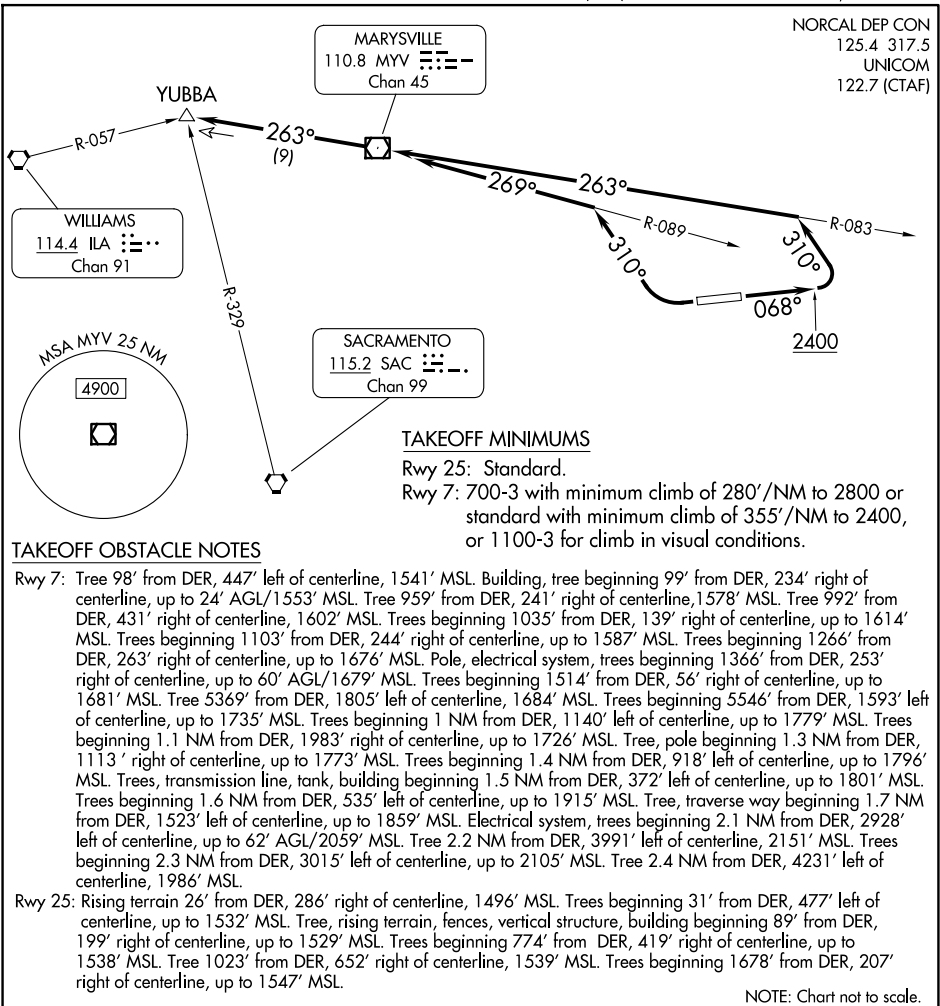 NORCAL DEP CON
125.4 317.5
UNICOM
122.7 (CTAF)
MARYSVILLE
110.8 MYV
Chan 45
YUBBA
R-057
263°
(9)
269°
263°
R-089
R-083
310°
310°
068°
2400
WILLIAMS
114.4 ILA
Chan 91
R-329
SACRAMENTO
115.2 SAC
Chan 99
MSA MYV 25 NM
4900
TAKEOFF MINIMUMS
Rwy 25: Standard.
Rwy 7: 700-3 with minimum climb of 280'/NM to 2800 or
standard with minimum climb of 355'/NM to 2400,
or 1100-3 for climb in visual conditions.
TAKEOFF OBSTACLE NOTES
Rwy 7: Tree 98' from DER, 447' left of centerline, 1541' MSL. Building, tree beginning 99' from DER, 234' right of
centerline, up to 24' AGL/1553' MSL. Tree 959' from DER, 241' right of centerline,1578' MSL. Tree 992' from
DER, 431' right of centerline, 1602' MSL. Trees beginning 1035' from DER, 139' right of centerline, up to 1614'
MSL. Trees beginning 1103' from DER, 244' right of centerline, up to 1587' MSL. Trees beginning 1266' from
DER, 263' right of centerline, up to 1676' MSL. Pole, electrical system, trees beginning 1366' from DER, 253'
right of centerline, up to 60' AGL/1679' MSL. Trees beginning 1514' from DER, 56' right of centerline, up to
1681' MSL. Tree 5369' from DER, 1805' left of centerline, 1684' MSL. Trees beginning 5546' from DER, 1593' left
of centerline, up to 1735' MSL. Trees beginning 1 NM from DER, 1140' left of centerline, up to 1779' MSL. Trees
beginning 1.1 NM from DER, 1983' right of centerline, up to 1726' MSL. Tree, pole beginning 1.3 NM from DER,
1113 ' right of centerline, up to 1773' MSL. Trees beginning 1.4 NM from DER, 918' left of centerline, up to 1796'
MSL. Trees, transmission line, tank, building beginning 1.5 NM from DER, 372' left of centerline, up to 1801' MSL.
Trees beginning 1.6 NM from DER, 535' left of centerline, up to 1915' MSL. Tree, traverse way beginning 1.7 NM
from DER, 1523' left of centerline, up to 1859' MSL. Electrical system, trees beginning 2.1 NM from DER, 2928'
left of centerline, up to 62' AGL/2059' MSL. Tree 2.2 NM from DER, 3991' left of centerline, 2151' MSL. Trees
beginning 2.3 NM from DER, 3015' left of centerline, up to 2105' MSL. Tree 2.4 NM from DER, 4231' left of
centerline, 1986' MSL.
Rwy 25: Rising terrain 26' from DER, 286' right of centerline, 1496' MSL. Trees beginning 31' from DER, 477' left of
centerline, up to 1532' MSL. Tree, rising terrain, fences, vertical structure, building beginning 89' from DER,
199' right of centerline, up to 1529' MSL. Trees beginning 774' from DER, 419' right of centerline, up to
1538' MSL. Tree 1023' from DER, 652' right of centerline, 1539' MSL. Trees beginning 1678' from DER, 207'
right of centerline, up to 1547' MSL.
NOTE: Chart not to scale.